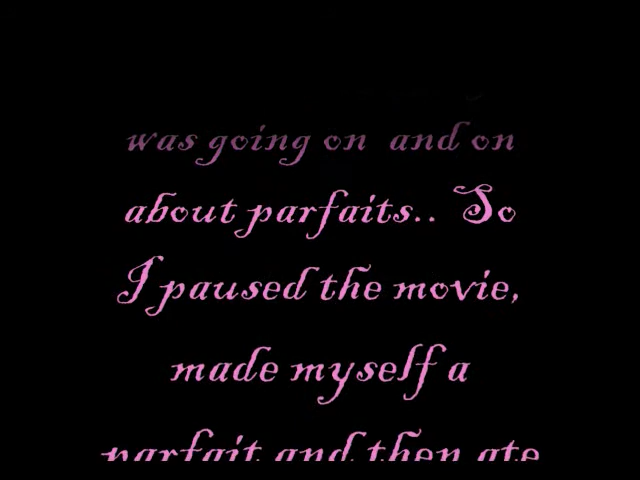 was going on and on
about parfaits.. So
I paused the movie,
made myself a
parfait and then ate